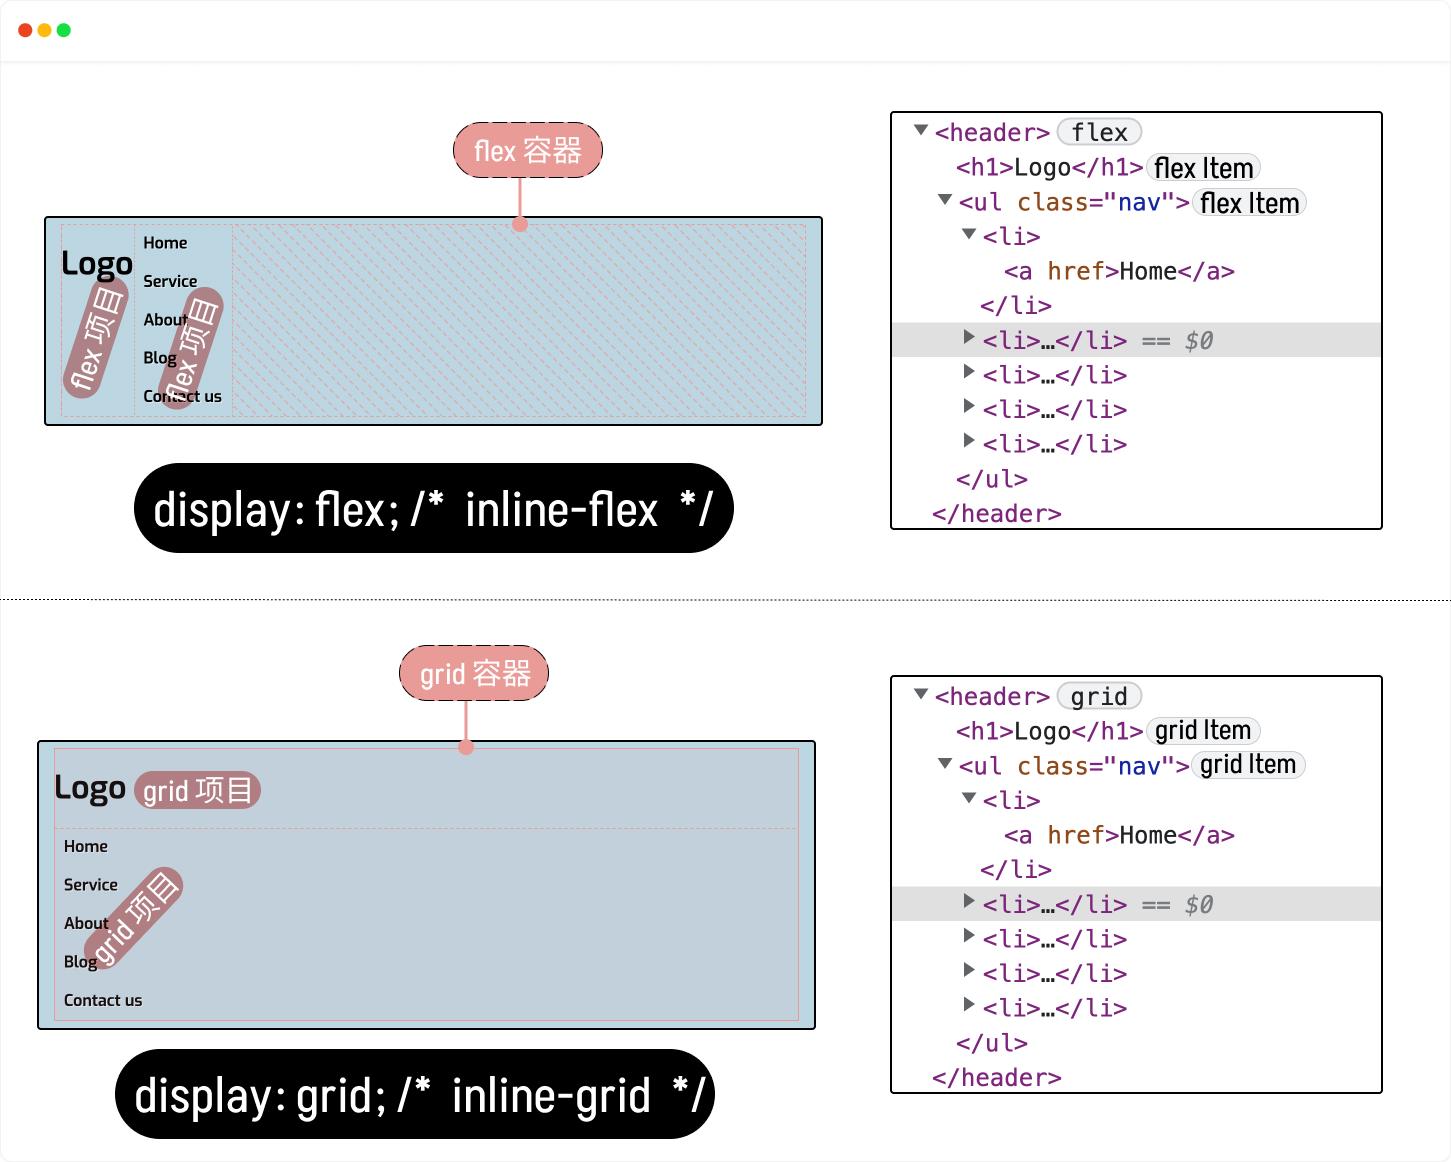 flex 容器
Logo
flex 项目
Home
Service
About
Blog
Contact us
flex 项目
display: flex; /* inline-flex */
<header> flex
<h1>Logo</h1> flex Item
<ul class="nav"> flex Item
<li>
<a href>Home</a>
</li>
<li>…</li> == $0
<li>…</li>
<li>…</li>
<li>…</li>
</ul>
</header>
grid 容器
Logo grid 项目
Home
Service
About
Blog
Contact us
grid 项目
display: grid; /* inline-grid */
<header> grid
<h1>Logo</h1> grid Item
<ul class="nav"> grid Item
<li>
<a href>Home</a>
</li>
<li>…</li> == $0
<li>…</li>
<li>…</li>
<li>…</li>
</ul>
</header>